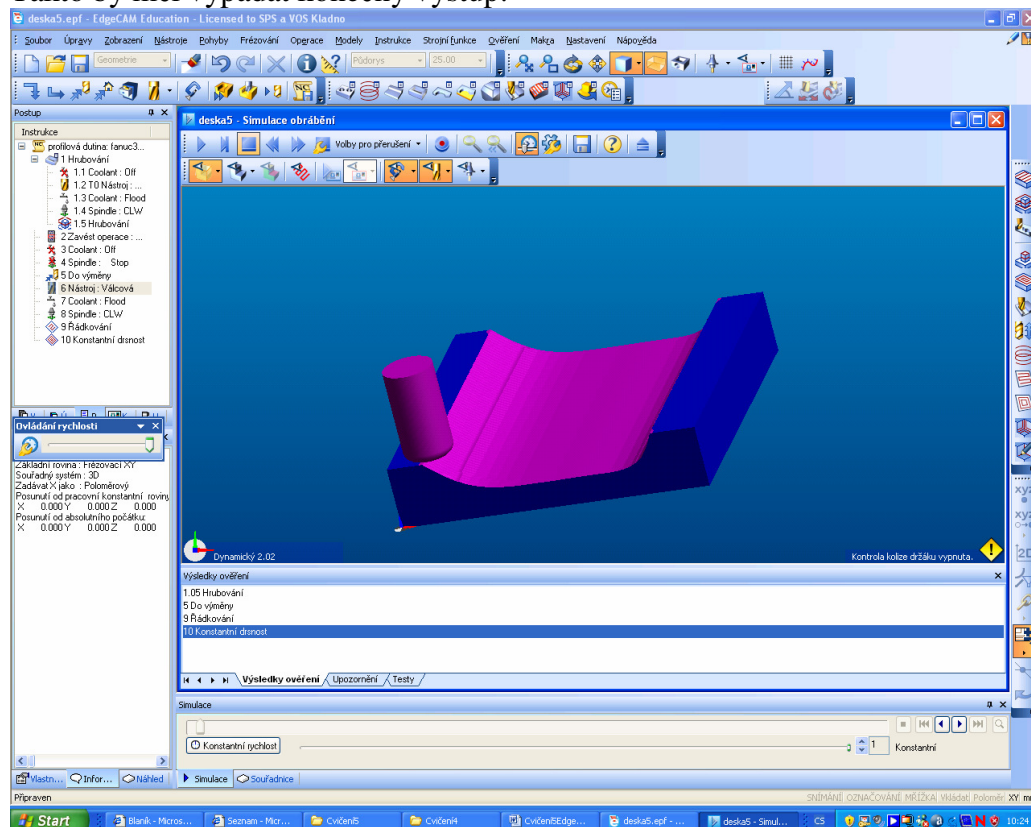 Takto by měl vypadat konečný výstup:
deska.epf - EdgeCAM Education - Licensed to SPS a VOS Kladno
Soubor Úpravy Zobrazení Nástroje Pohyby Frézování Operace Modely Instrukce Strojní funkce Ověření Makra Nastavení Nápověda
Geometrie Půdorys 25.00
Postup
Instrukce
profilová dutina: fanuc3...
1 Hrubování
1.1 Coolant : Off
1.2 T0 Nástroj : ...
1.3 Coolant : Flood
1.4 Spindle : CLW
1.5 Hrubování
2 Zavést operace : ...
3 Coolant : Off
4 Spindle : Stop
5 Do výměny
6 Nástroj : Válcová
7 Coolant : Flood
8 Spindle : CLW
9 Řádkování
10 Konstantní drsnost
Ovládání rychlosti
Základní rovina : Frézovací XY
Souřadný systém : 3D
Zadávat X jako : Poloměrový
Posunutí od pracovní konstantní roviny
X 0.000 Y 0.000 Z 0.000
Posunutí od absolutního počátku:
X 0.000 Y 0.000 Z 0.000
Vlastn... Infor... Náhled
deska5 - Simulace obrábění
Volby pro přerušení
Dynamický 2.02
Kontrola kolize držáku vypnuta.
Výsledky ověření
1.05 Hrubování
5 Do výměny
9 Řádkování
10 Konstantní drsnost
Výsledky ověření Upozornění Testy
Simulace
Konstantní rychlost
1 Konstantní
Simulace Souřadnice
Připraven
SNÍMÁNÍ OZNAČOVÁNÍ MŘÍŽKA Vkládat Poloměr XY
Start Blaník - Micros... Seznam - Micr... Cvičení5 Cvičení4 Cvičení5Edge... deska5.epf - ... deska5 - Simul... CS 10:24